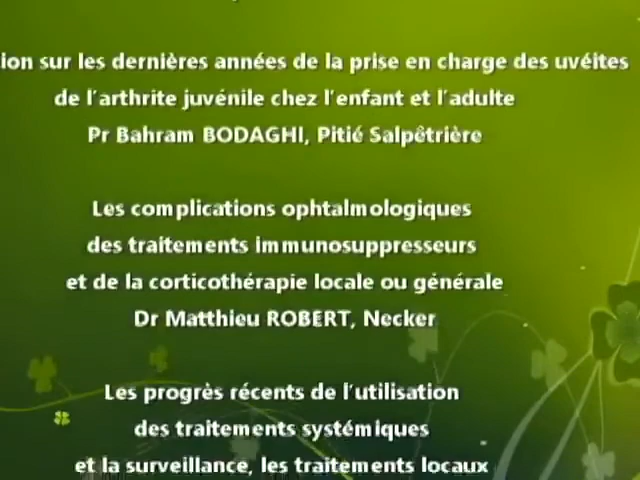 ion sur les dernières années de la prise en charge des uvéites
de l'arthrite juvénile chez l'enfant et l'adulte
Pr Bahram BODAGHI, Pitié Salpêtrière
Les complications ophtalmologiques
des traitements immunosuppresseurs
et de la corticothérapie locale ou générale
Dr Matthieu ROBERT, Necker
Les progrès récents de l'utilisation
des traitements systémiques
et la surveillance, les traitements locaux